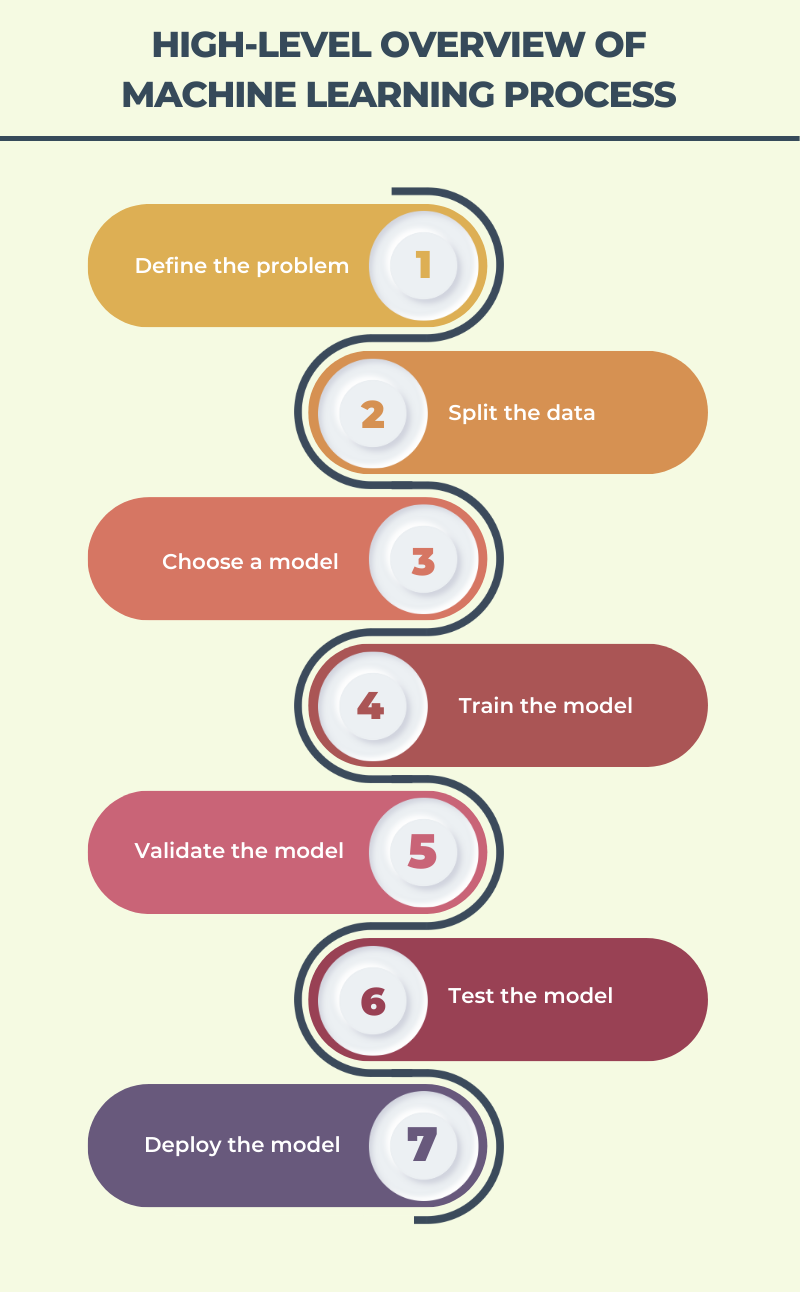 HIGH-LEVEL OVERVIEW OF
MACHINE LEARNING PROCESS
Define the problem 1
2 Split the data
Choose a model 3
4 Train the model
Validate the model 5
6 Test the model
Deploy the model 7